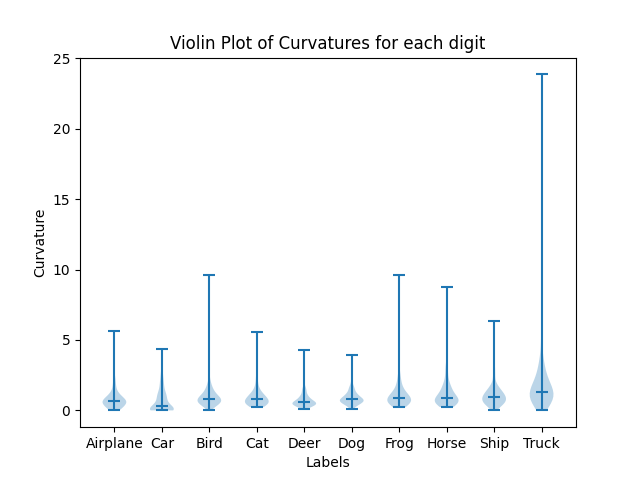 Violin Plot of Curvatures for each digit
25
20
15
10
5
0
Curvature
Airplane Car Bird Cat Deer Dog Frog Horse Ship Truck
Labels